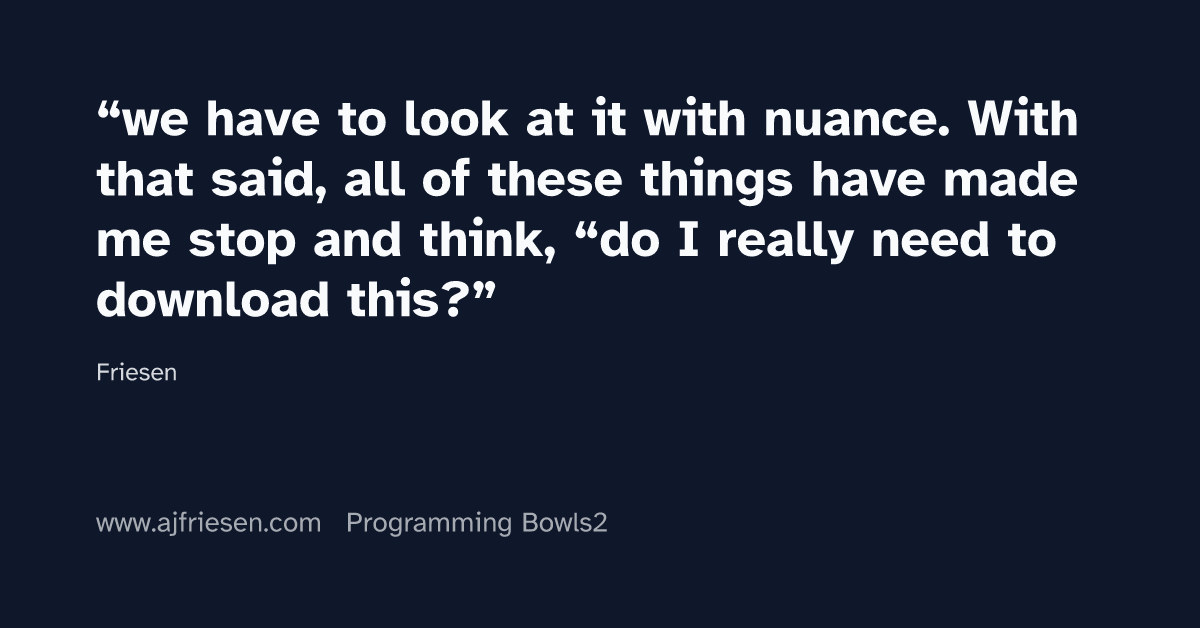 “we have to look at it with nuance. With
that said, all of these things have made
me stop and think, “do I really need to
download this?”
Friesen
www.ajfriesen.com Programming Bowls2